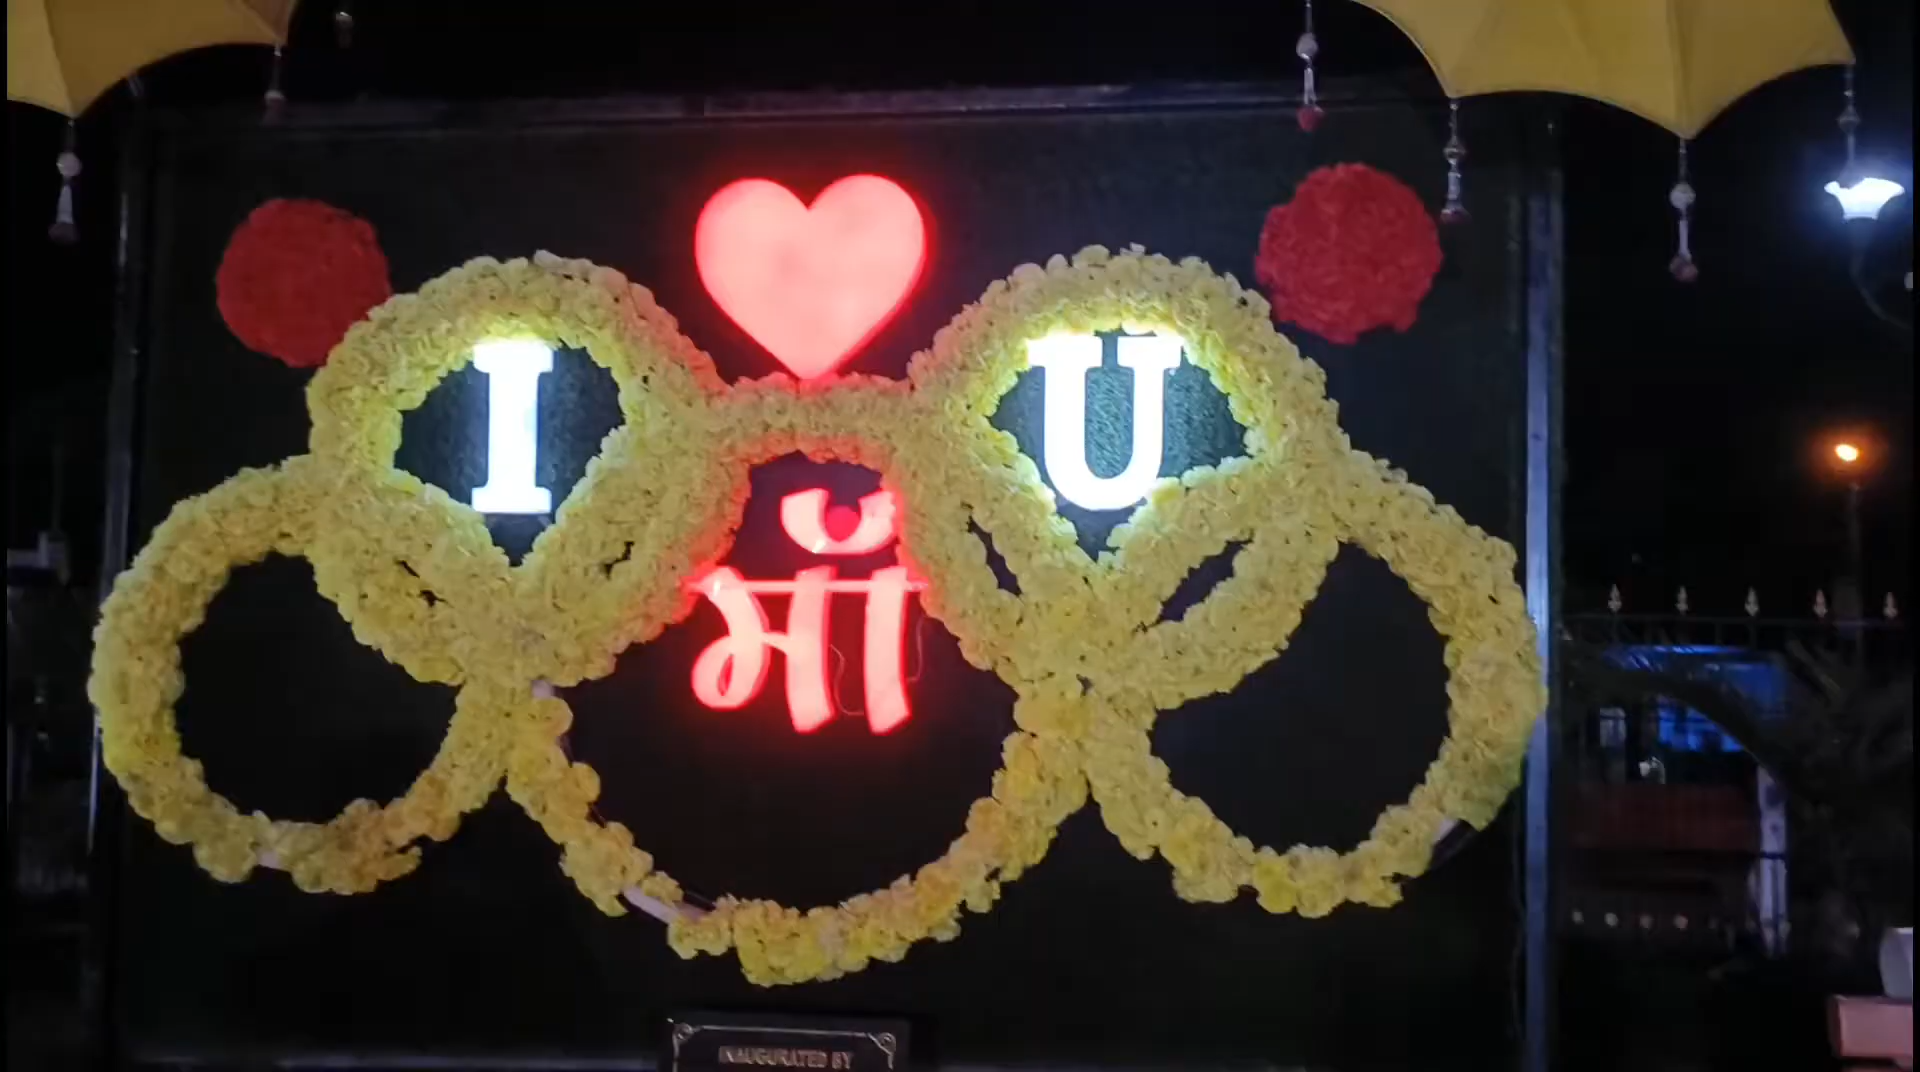 I ❤ U
माँ
INAUGURATED BY